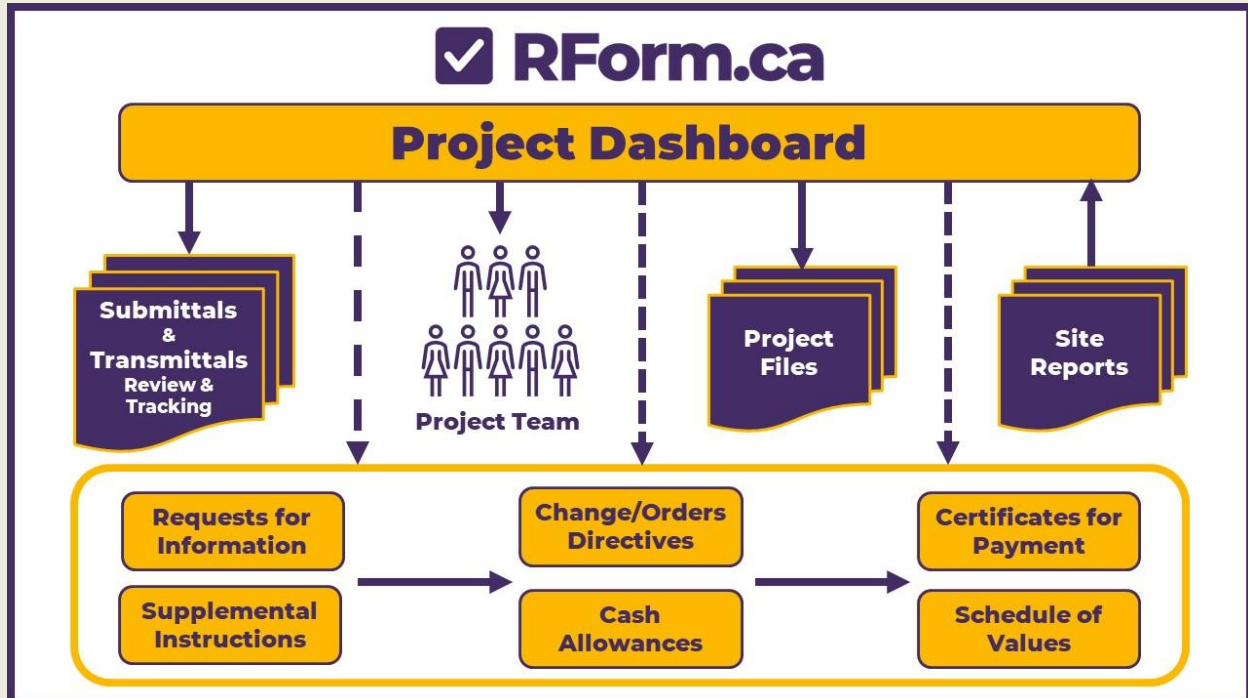 RForm.ca
Project Dashboard
Submittals
&
Transmittals
Review &
Tracking
Project Team
Project
Files
Site
Reports
Requests for
Information
Change/Orders
Directives
Certificates for
Payment
Supplemental
Instructions
Cash
Allowances
Schedule of
Values